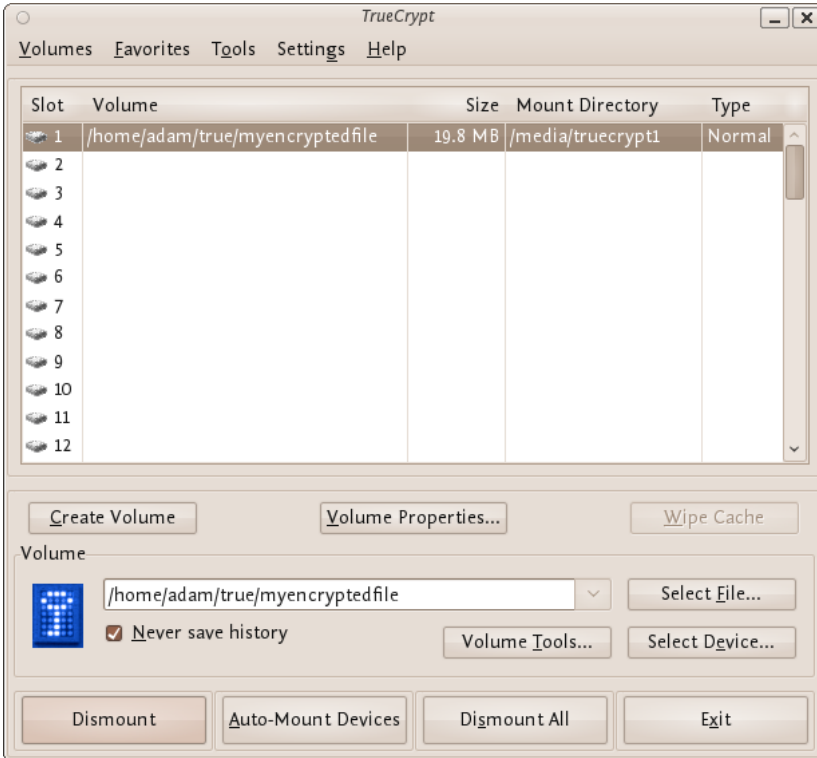 TrueCrypt
Volumes Favorites Tools Settings Help
Slot Volume Size Mount Directory Type
1 /home/adam/true/myencryptedfile 19.8 MB /media/truecrypt1 Normal
2
3
4
5
6
7
8
9
10
11
12
Create Volume Volume Properties... Wipe Cache
Volume
/home/adam/true/myencryptedfile Select File...
Never save history Volume Tools... Select Device...
Dismount Auto-Mount Devices Dismount All Exit